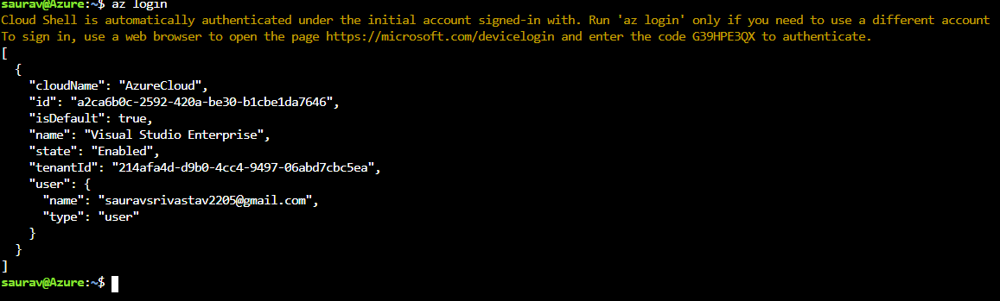 saurav@Azure:~$ az login
Cloud Shell is automatically authenticated under the initial account signed-in with. Run 'az login' only if you need to use a different account
To sign in, use a web browser to open the page https://microsoft.com/devicelogin and enter the code G39HPE3QX to authenticate.
[
  {
    "cloudName": "AzureCloud",
    "id": "a2ca6b0c-2592-420a-be30-b1cbe1da7646",
    "isDefault": true,
    "name": "Visual Studio Enterprise",
    "state": "Enabled",
    "tenantId": "214afa4d-d9b0-4cc4-9497-06abd7cbc5ea",
    "user": {
      "name": "sauravsrivastav2205@gmail.com",
      "type": "user"
    }
  }
]
saurav@Azure:~$